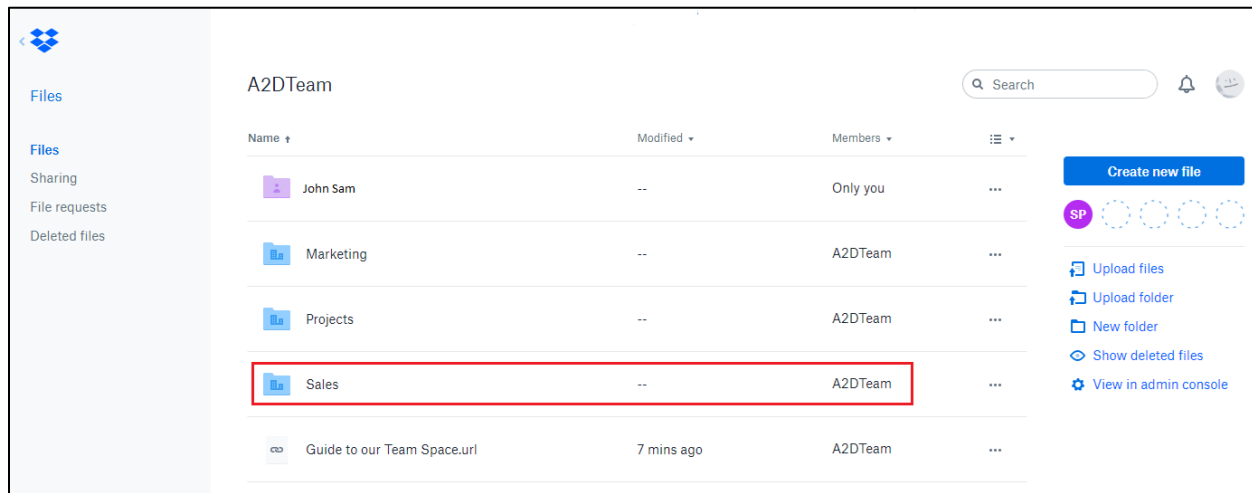 A2DTeam
Search
Files
Files
Sharing
File requests
Deleted files
Name Modified Members
John Sam -- Only you ...
Marketing -- A2DTeam ...
Projects -- A2DTeam ...
Sales -- A2DTeam ...
Guide to our Team Space.url 7 mins ago A2DTeam ...
Create new file
SP
Upload files
Upload folder
New folder
Show deleted files
View in admin console